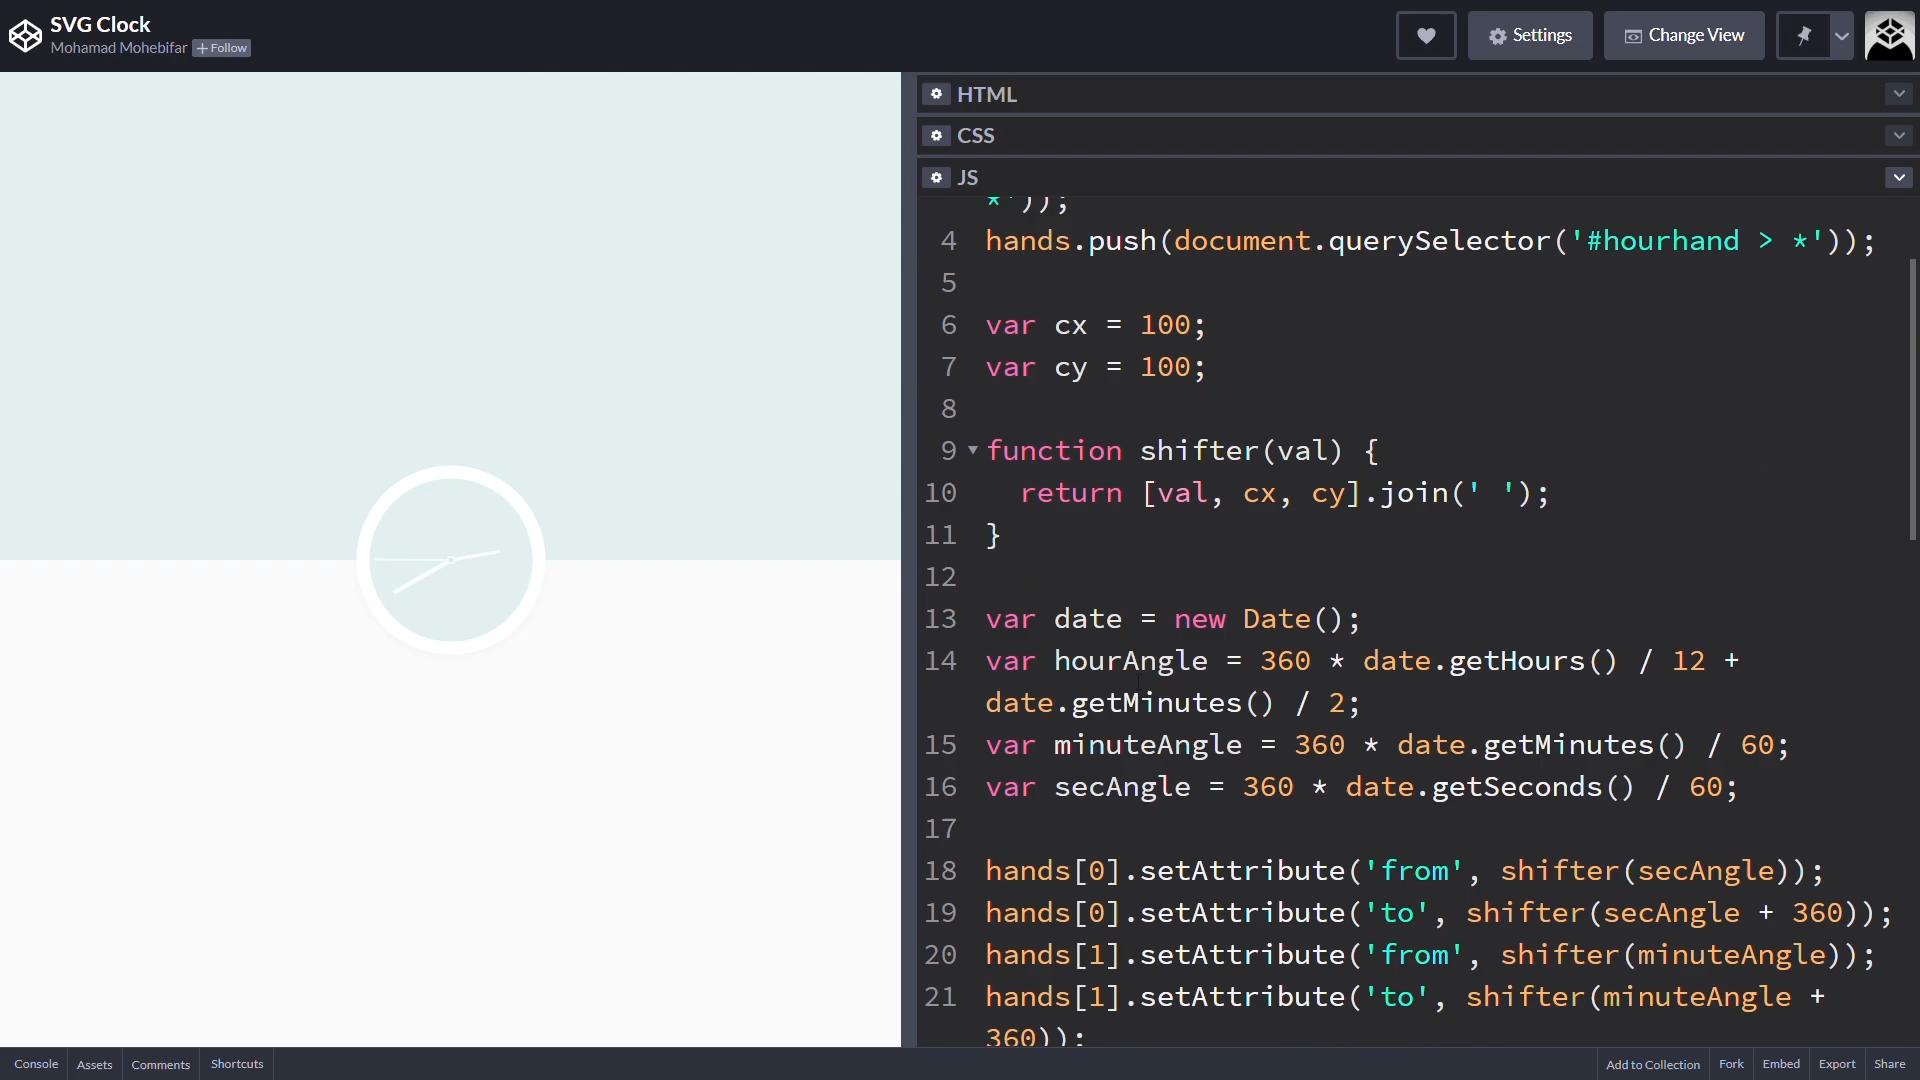 SVG Clock
Mohamad Mohebifar + Follow
Settings
Change View
HTML
CSS
JS
*'));
4 hands.push(document.querySelector('#hourhand > *'));
5
6 var cx = 100;
7 var cy = 100;
8
9 function shifter(val) {
10 return [val, cx, cy].join(' ');
11 }
12
13 var date = new Date();
14 var hourAngle = 360 * date.getHours() / 12 +
date.getMinutes() / 2;
15 var minuteAngle = 360 * date.getMinutes() / 60;
16 var secAngle = 360 * date.getSeconds() / 60;
17
18 hands[0].setAttribute('from', shifter(secAngle));
19 hands[0].setAttribute('to', shifter(secAngle + 360));
20 hands[1].setAttribute('from', shifter(minuteAngle));
21 hands[1].setAttribute('to', shifter(minuteAngle +
360));
Console Assets Comments Shortcuts
Add to Collection Fork Embed Export Share